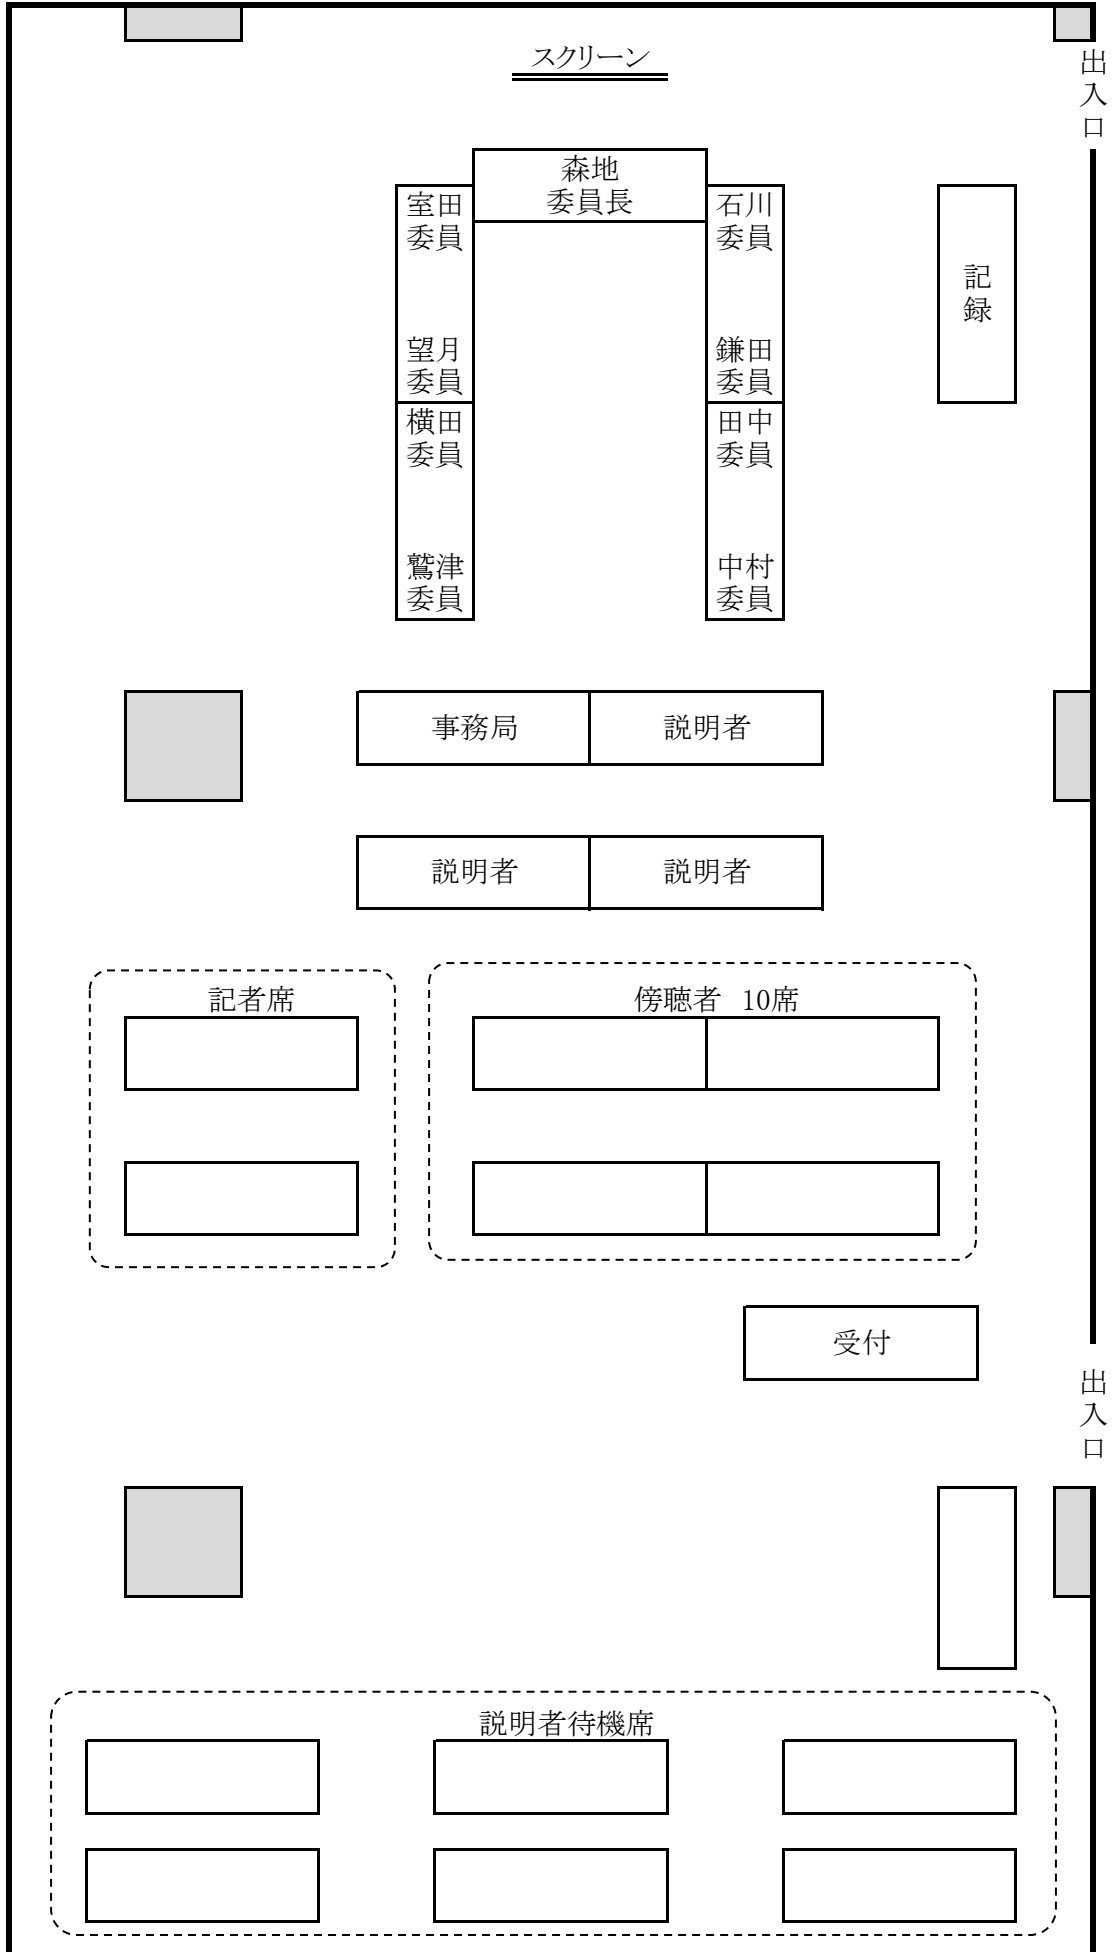 スクリーン
出入口
森地
委員長
室田
委員
石川
委員
記録
望月
委員
鎌田
委員
横田
委員
田中
委員
鷲津
委員
中村
委員
事務局
説明者
説明者
説明者
記者席
傍聴者　10席
受付
出入口
説明者待機席